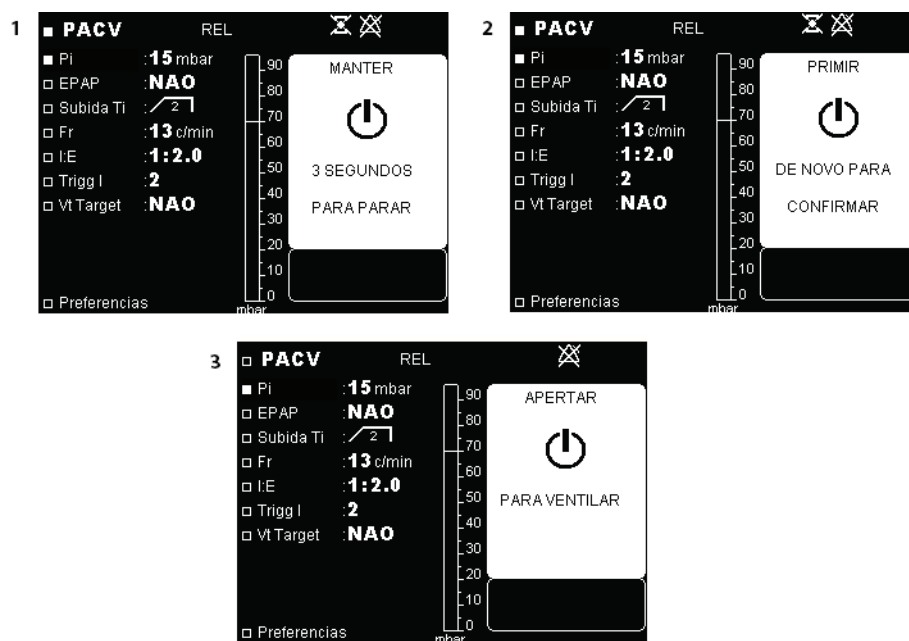 1
PACV REL
Pi :15 mbar
EPAP :NAO
Subida Ti : 2
Fr :13 c/min
I:E :1:2.0
Trigg I :2
Vt Target :NAO
Preferencias
90
80
70
60
50
40
30
20
10
0
mbar
MANTER
3 SEGUNDOS
PARA PARAR
2
PACV REL
Pi :15 mbar
EPAP :NAO
Subida Ti : 2
Fr :13 c/min
I:E :1:2.0
Trigg I :2
Vt Target :NAO
Preferencias
90
80
70
60
50
40
30
20
10
0
mbar
PRIMIR
DE NOVO PARA
CONFIRMAR
3
PACV REL
Pi :15 mbar
EPAP :NAO
Subida Ti : 2
Fr :13 c/min
I:E :1:2.0
Trigg I :2
Vt Target :NAO
Preferencias
90
80
70
60
50
40
30
20
10
0
mbar
APERTAR
PARA VENTILAR